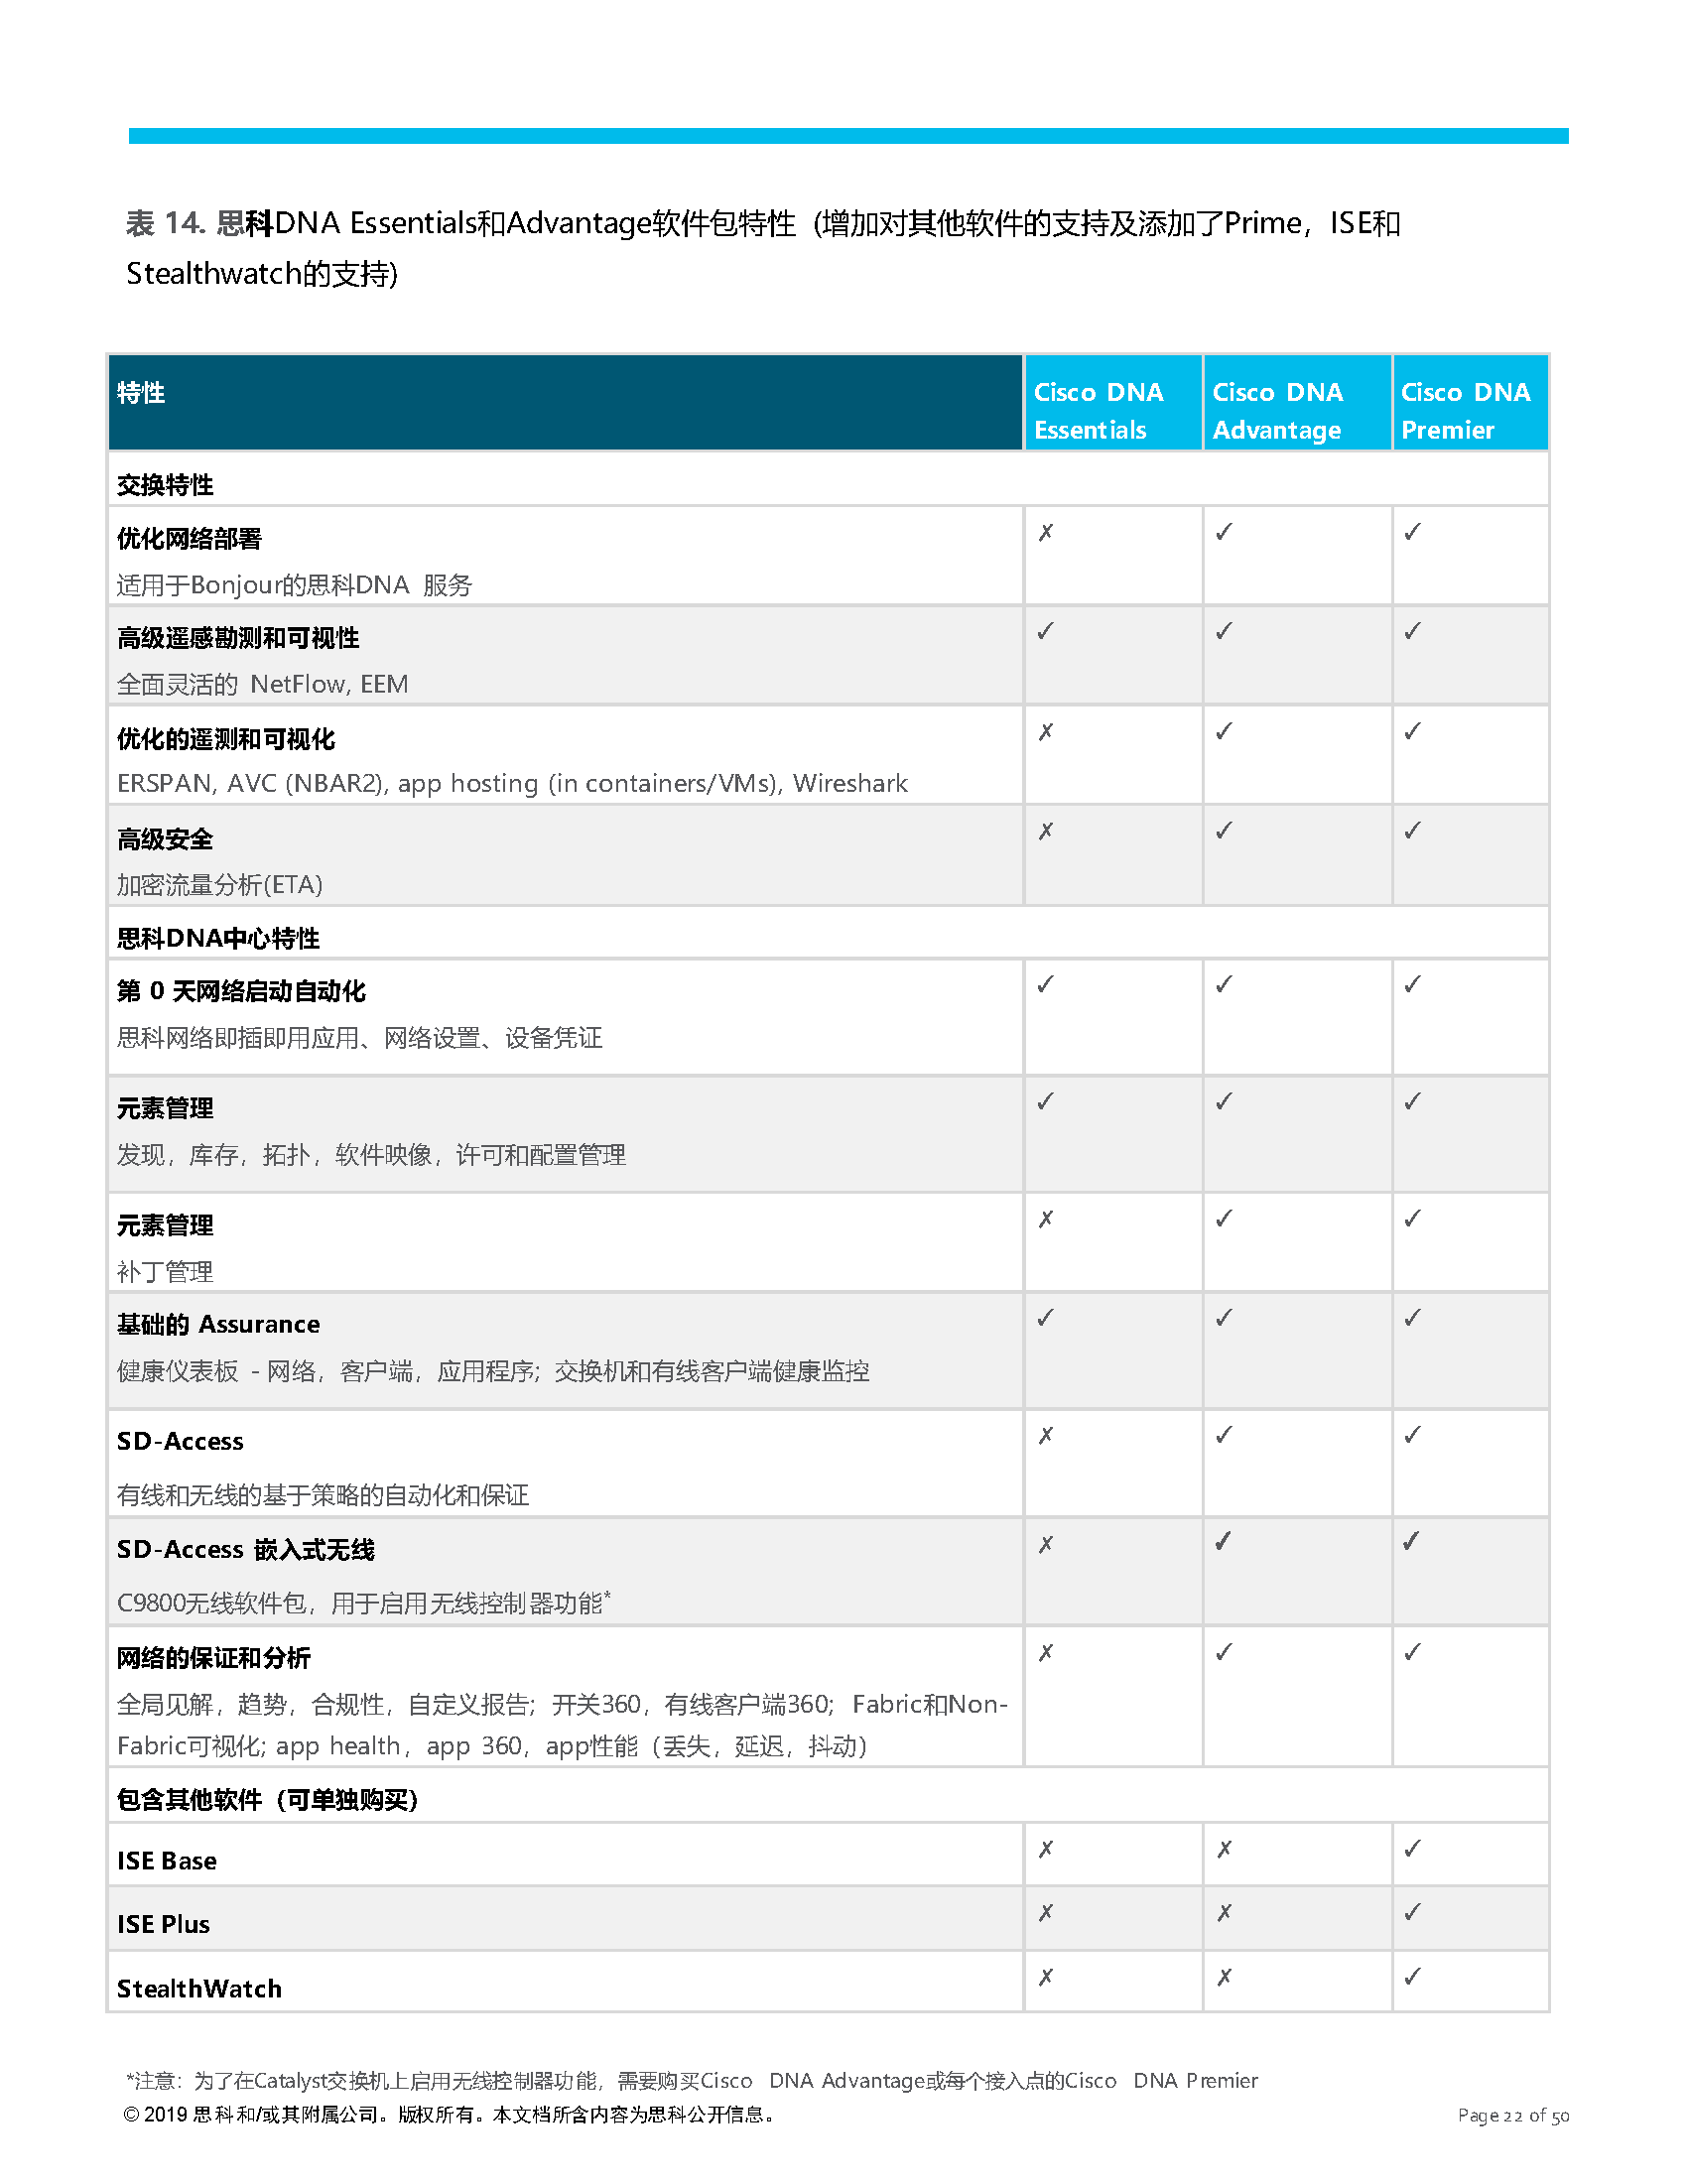 表 14. 思科DNA Essentials和Advantage软件包特性 (增加对其他软件的支持及添加了Prime，ISE和
Stealthwatch的支持)
特性 Cisco DNA Essentials Cisco DNA Advantage Cisco DNA Premier
交换特性
优化网络部署 ✗ ✓ ✓
适用于Bonjour的思科DNA 服务
高级遥感勘测和可视性 ✓ ✓ ✓
全面灵活的 NetFlow, EEM
优化的遥测和可视化 ✗ ✓ ✓
ERSPAN, AVC (NBAR2), app hosting (in containers/VMs), Wireshark
高级安全 ✗ ✓ ✓
加密流量分析(ETA)
思科DNA中心特性
第 0 天网络启动自动化 ✓ ✓ ✓
思科网络即插即用应用、网络设置、设备凭证
元素管理 ✓ ✓ ✓
发现，库存，拓扑，软件映像，许可和配置管理
元素管理 ✗ ✓ ✓
补丁管理
基础的 Assurance ✓ ✓ ✓
健康仪表板 - 网络，客户端，应用程序；交换机和有线客户端健康监控
SD-Access ✗ ✓ ✓
有线和无线的基于策略的自动化和保证
SD-Access 嵌入式无线 ✗ ✓ ✓
C9800无线软件包，用于启用无线控制器功能*
网络的保证和分析 ✗ ✓ ✓
全局见解，趋势，合规性，自定义报告；开关360，有线客户端360；Fabric和Non-
Fabric可视化; app health，app 360，app性能（丢失，延迟，抖动）
包含其他软件（可单独购买）
ISE Base ✗ ✗ ✓
ISE Plus ✗ ✗ ✓
StealthWatch ✗ ✗ ✓
*注意：为了在Catalyst交换机上启用无线控制器功能，需要购买Cisco DNA Advantage或每个接入点的Cisco DNA Premier
© 2019 思科和/或其附属公司。版权所有。本文档所含内容为思科公开信息。 Page 22 of 50